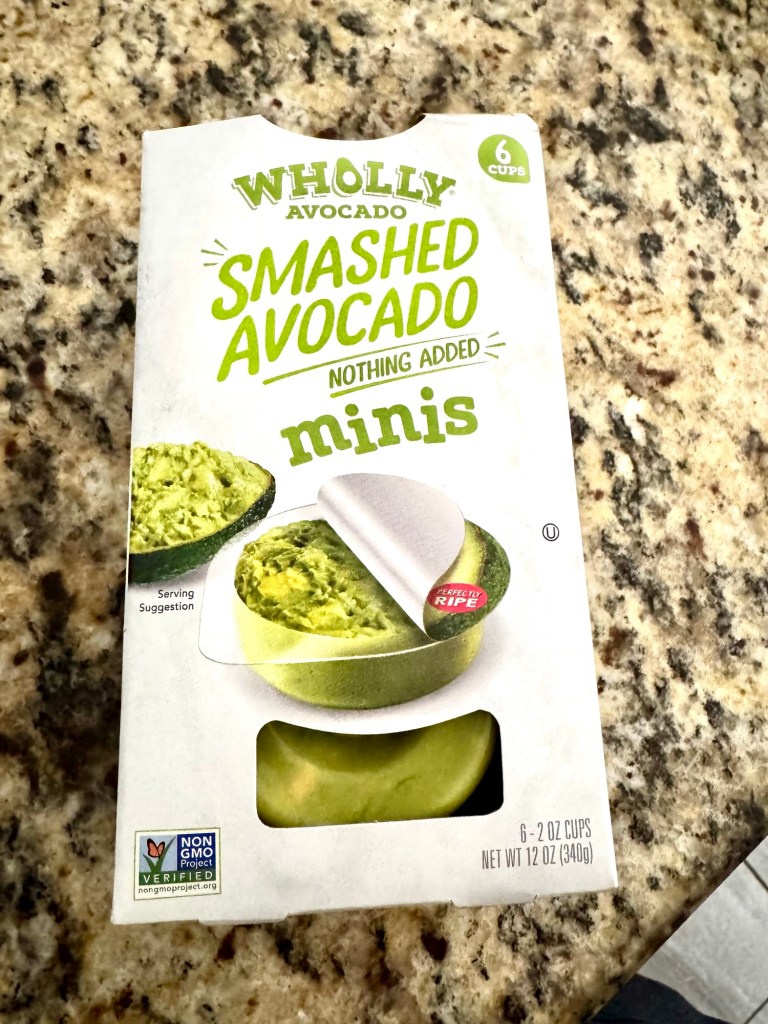 6
CUPS
WHOLLY
AVOCADO
SMASHED
AVOCADO
NOTHING ADDED
minis
U
PERFECTLY
RIPE
Serving
Suggestion
NON
GMO
Project
VERIFIED
nongmoproject.org
6 - 2 OZ CUPS
NET WT 12 OZ (340g)